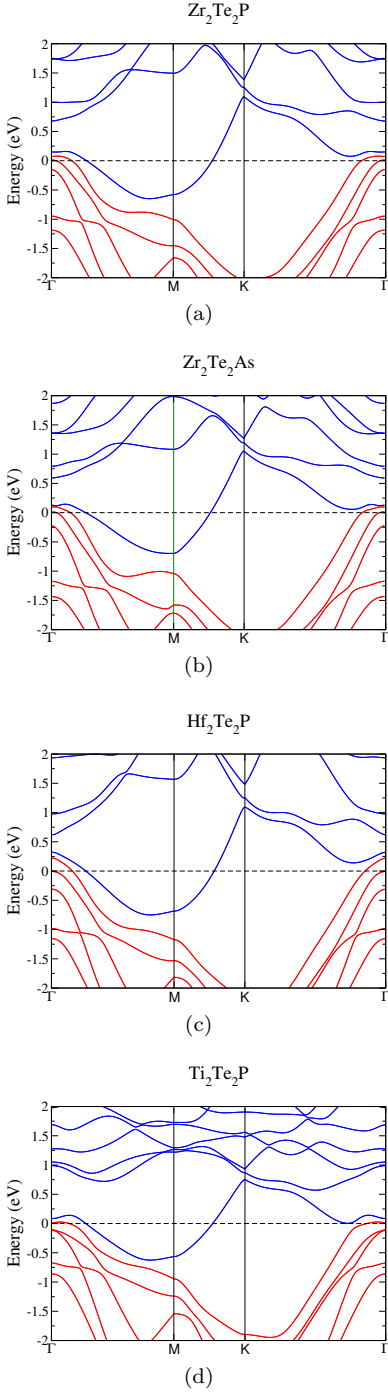 Zr2Te2P
2
1.5
1
0.5
0
-0.5
-1
-1.5
-2
Energy (eV)
Γ M K Γ
(a)
Zr2Te2As
2
1.5
1
0.5
0
-0.5
-1
-1.5
-2
Energy (eV)
Γ M K Γ
(b)
Hf2Te2P
2
1.5
1
0.5
0
-0.5
-1
-1.5
-2
Energy (eV)
Γ M K Γ
(c)
Ti2Te2P
2
1.5
1
0.5
0
-0.5
-1
-1.5
-2
Energy (eV)
Γ M K Γ
(d)